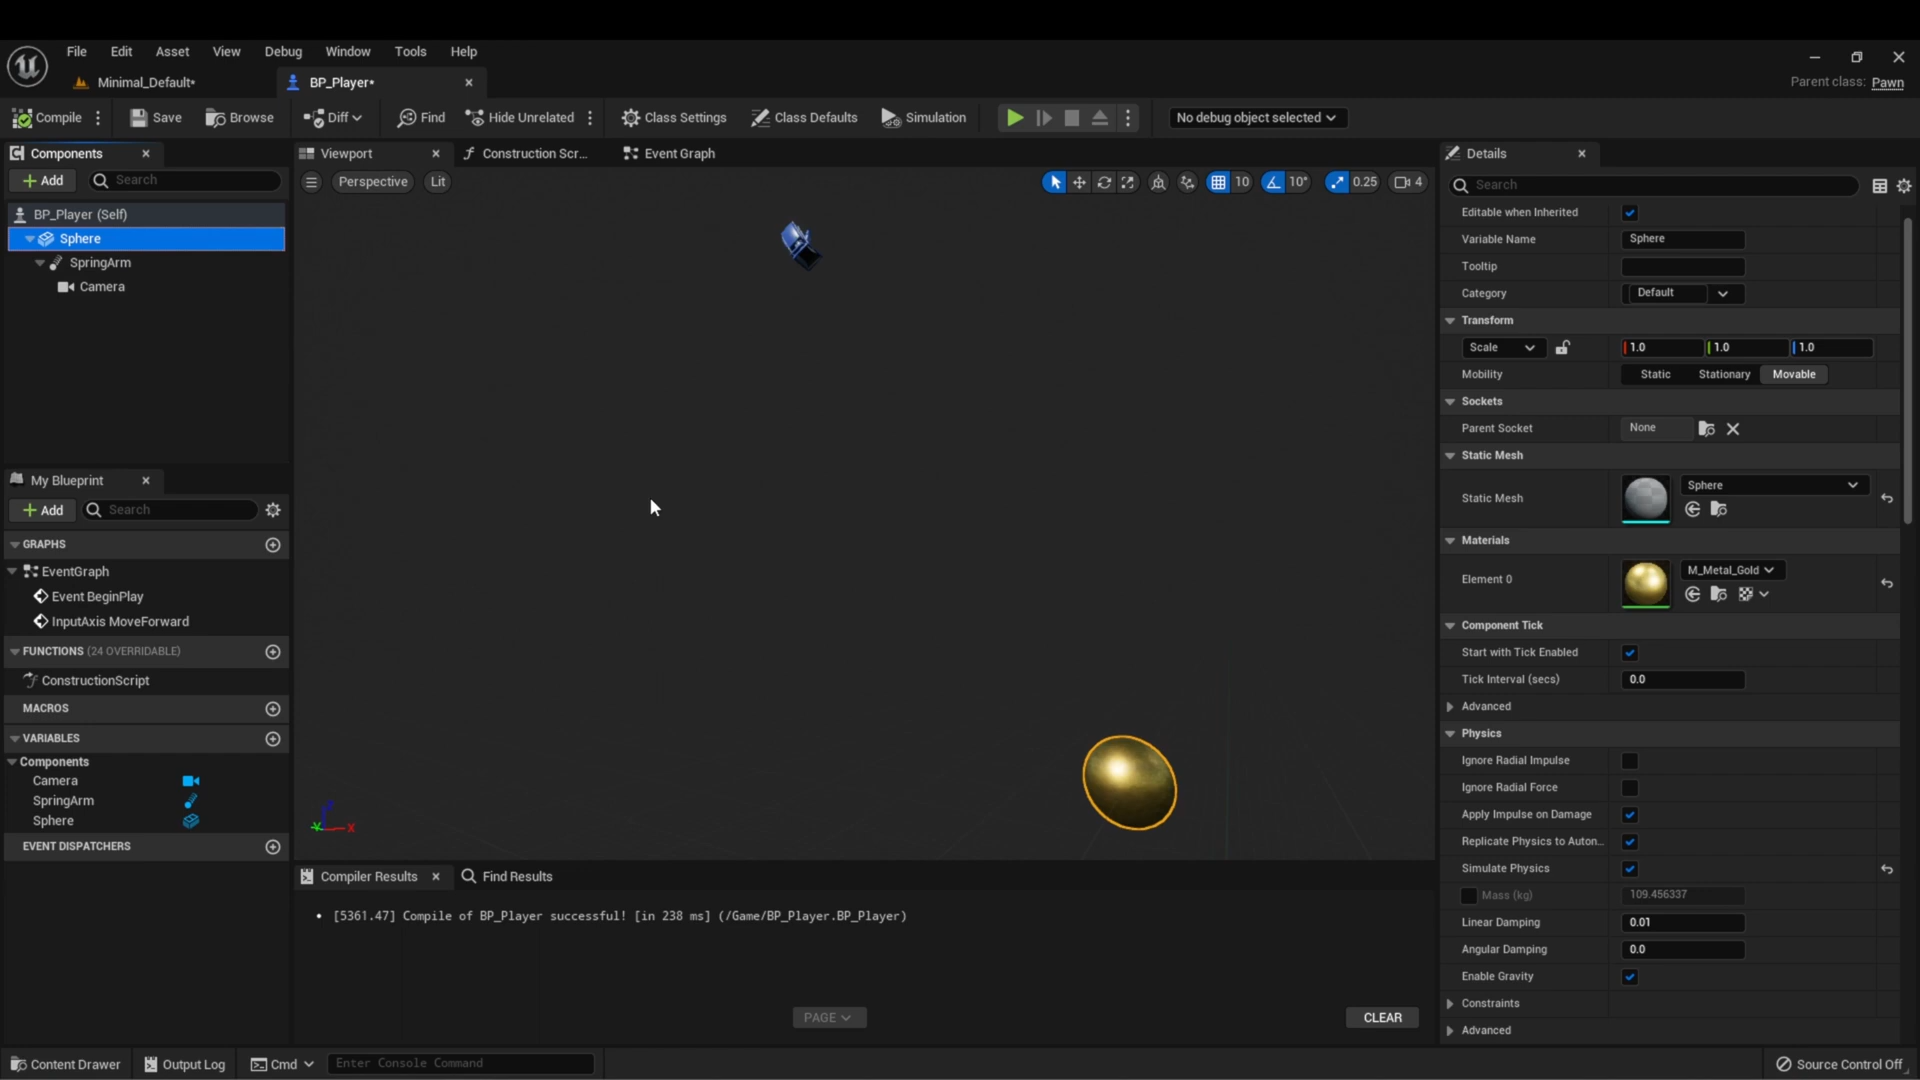 File Edit Asset View Debug Window Tools Help
Minimal_Default*
BP_Player*
Parent class: Pawn
Compile
Save
Browse
Diff
Find
Hide Unrelated
Class Settings
Class Defaults
Simulation
No debug object selected
Components
Add
Search
BP_Player (Self)
Sphere
SpringArm
Camera
My Blueprint
Add
Search
GRAPHS
EventGraph
Event BeginPlay
InputAxis MoveForward
FUNCTIONS (24 OVERRIDABLE)
ConstructionScript
MACROS
VARIABLES
Components
Camera
SpringArm
Sphere
EVENT DISPATCHERS
Viewport
Construction Scr...
Event Graph
Perspective
Lit
10
10°
0.25
4
X
Compiler Results
Find Results
• [5361.47] Compile of BP_Player successful! [in 238 ms] (/Game/BP_Player.BP_Player)
PAGE
CLEAR
Details
Search
Editable when Inherited
Variable Name Sphere
Tooltip
Category Default
Transform
Scale 1.0 1.0 1.0
Mobility Static Stationary Movable
Sockets
Parent Socket None
Static Mesh
Static Mesh Sphere
Materials
Element 0 M_Metal_Gold
Component Tick
Start with Tick Enabled
Tick Interval (secs) 0.0
Advanced
Physics
Ignore Radial Impulse
Ignore Radial Force
Apply Impulse on Damage
Replicate Physics to Auton...
Simulate Physics
Mass (kg) 109.456337
Linear Damping 0.01
Angular Damping 0.0
Enable Gravity
Constraints
Advanced
Content Drawer
Output Log
Cmd
Enter Console Command
Source Control Off